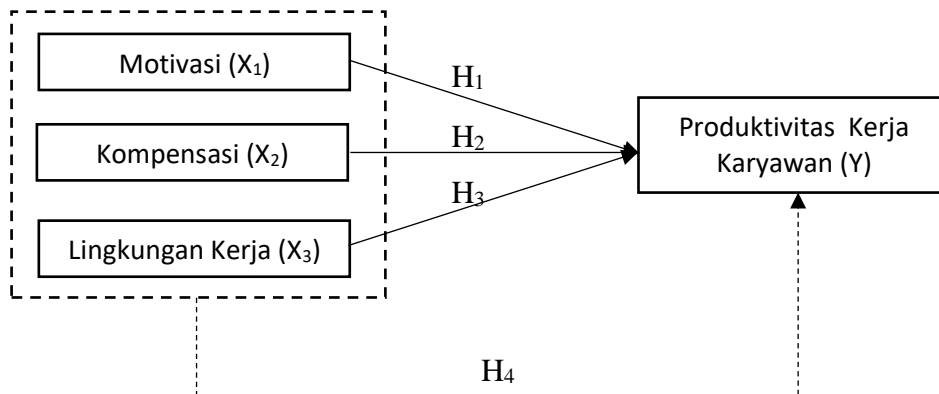 Motivasi (X₁)
H₁
Kompensasi (X₂)
H₂
Lingkungan Kerja (X₃)
H₃
Produktivitas Kerja
Karyawan (Y)
H₄